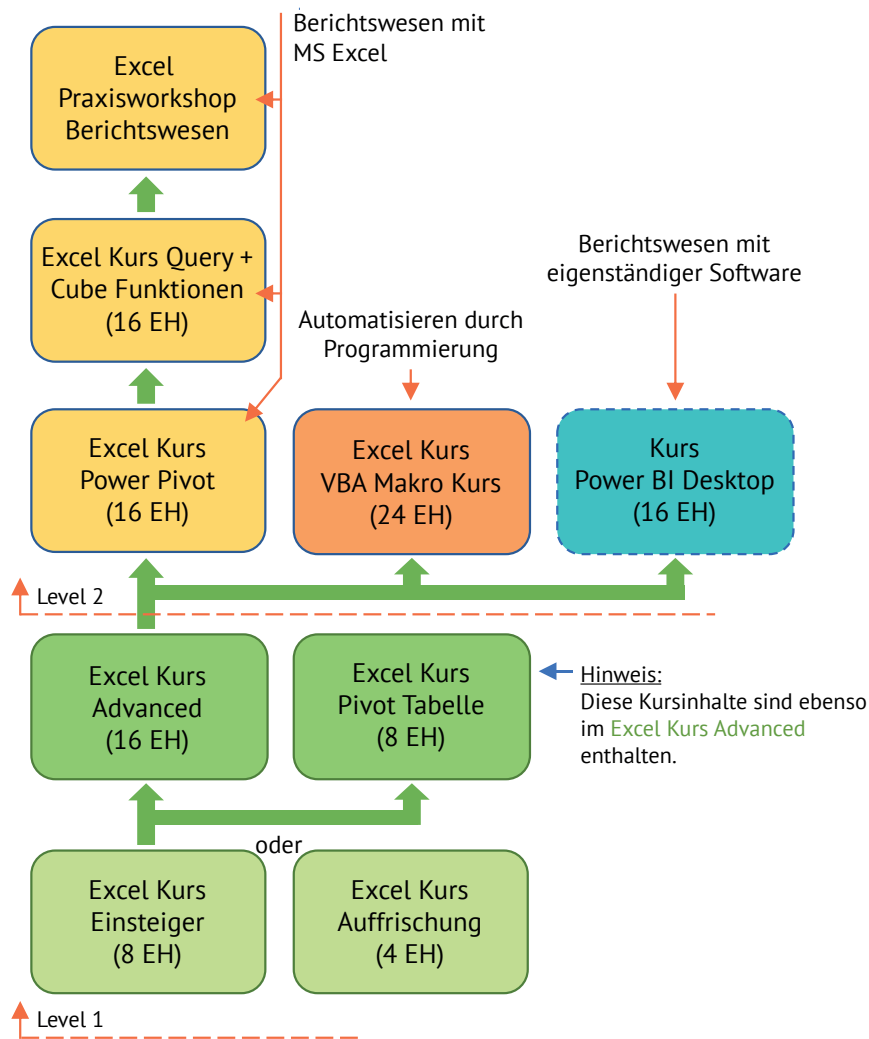 Berichtswesen mit
MS Excel
Excel
Praxisworkshop
Berichtswesen
Excel Kurs Query +
Cube Funktionen
(16 EH)
Berichtswesen mit
eigenständiger Software
Automatisieren durch
Programmierung
Excel Kurs
Power Pivot
(16 EH)
Excel Kurs
VBA Makro Kurs
(24 EH)
Kurs
Power BI Desktop
(16 EH)
Level 2
Excel Kurs
Advanced
(16 EH)
Excel Kurs
Pivot Tabelle
(8 EH)
Hinweis:
Diese Kursinhalte sind ebenso
im Excel Kurs Advanced
enthalten.
oder
Excel Kurs
Einsteiger
(8 EH)
Excel Kurs
Auffrischung
(4 EH)
Level 1